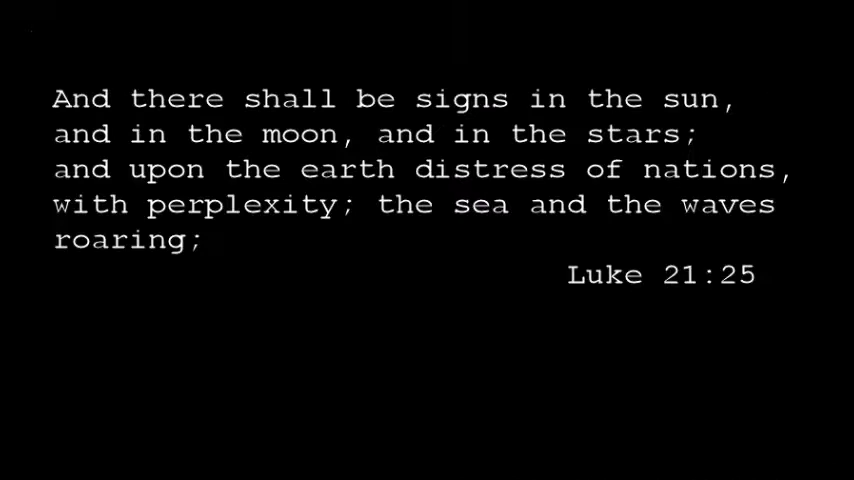 And there shall be signs in the sun,
and in the moon, and in the stars;
and upon the earth distress of nations,
with perplexity; the sea and the waves
roaring;
Luke 21:25